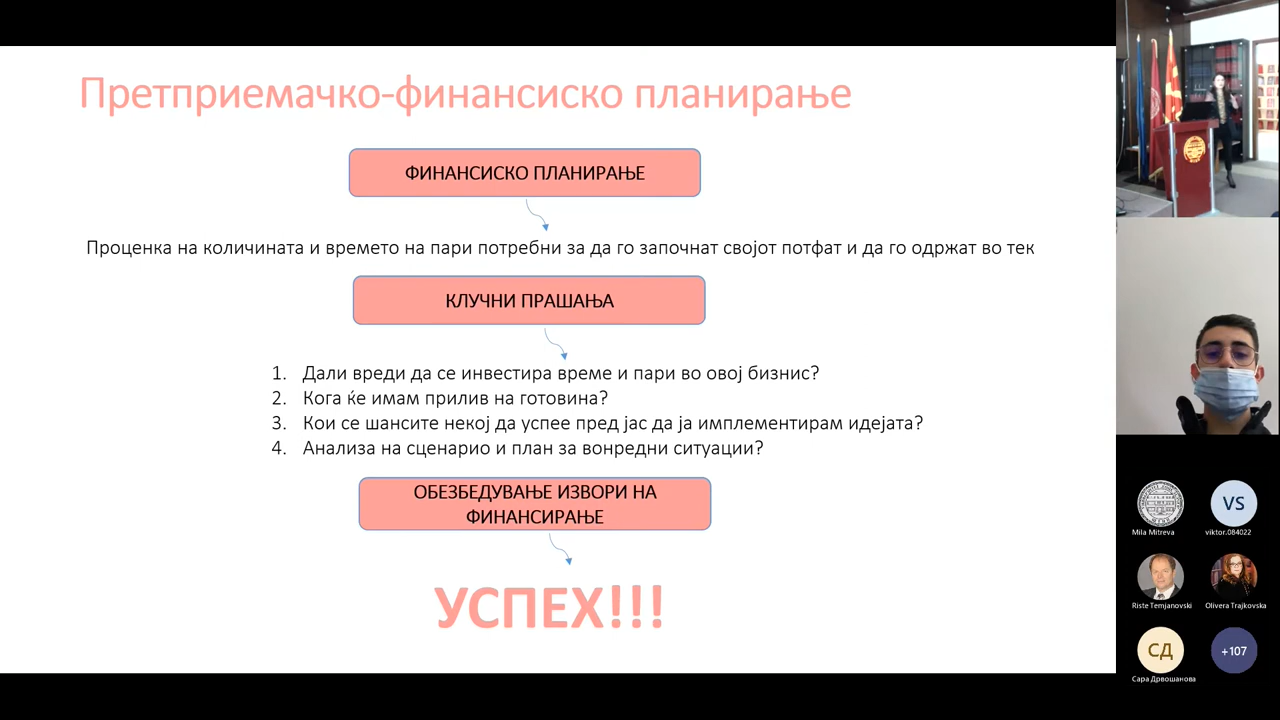 Претприемачко-финансиско планирање
ФИНАНСИСКО ПЛАНИРАЊЕ
Проценка на количината и времето на пари потребни за да го започнат својот потфат и да го одржат во тек
КЛУЧНИ ПРАШАЊА
1. Дали вреди да се инвестира време и пари во овој бизнис?
2. Кога ќе имам прилив на готовина?
3. Кои се шансите некој да успее пред јас да ја имплементирам идејата?
4. Анализа на сценарио и план за вонредни ситуации?
ОБЕЗБЕДУВАЊЕ ИЗВОРИ НА
ФИНАНСИРАЊЕ
УСПЕХ!!!
VS
Mila Mitreva
viktor.084022
Riste Temjanovski
Olivera Trajkovska
СД
+107
Сара Дрвошанова